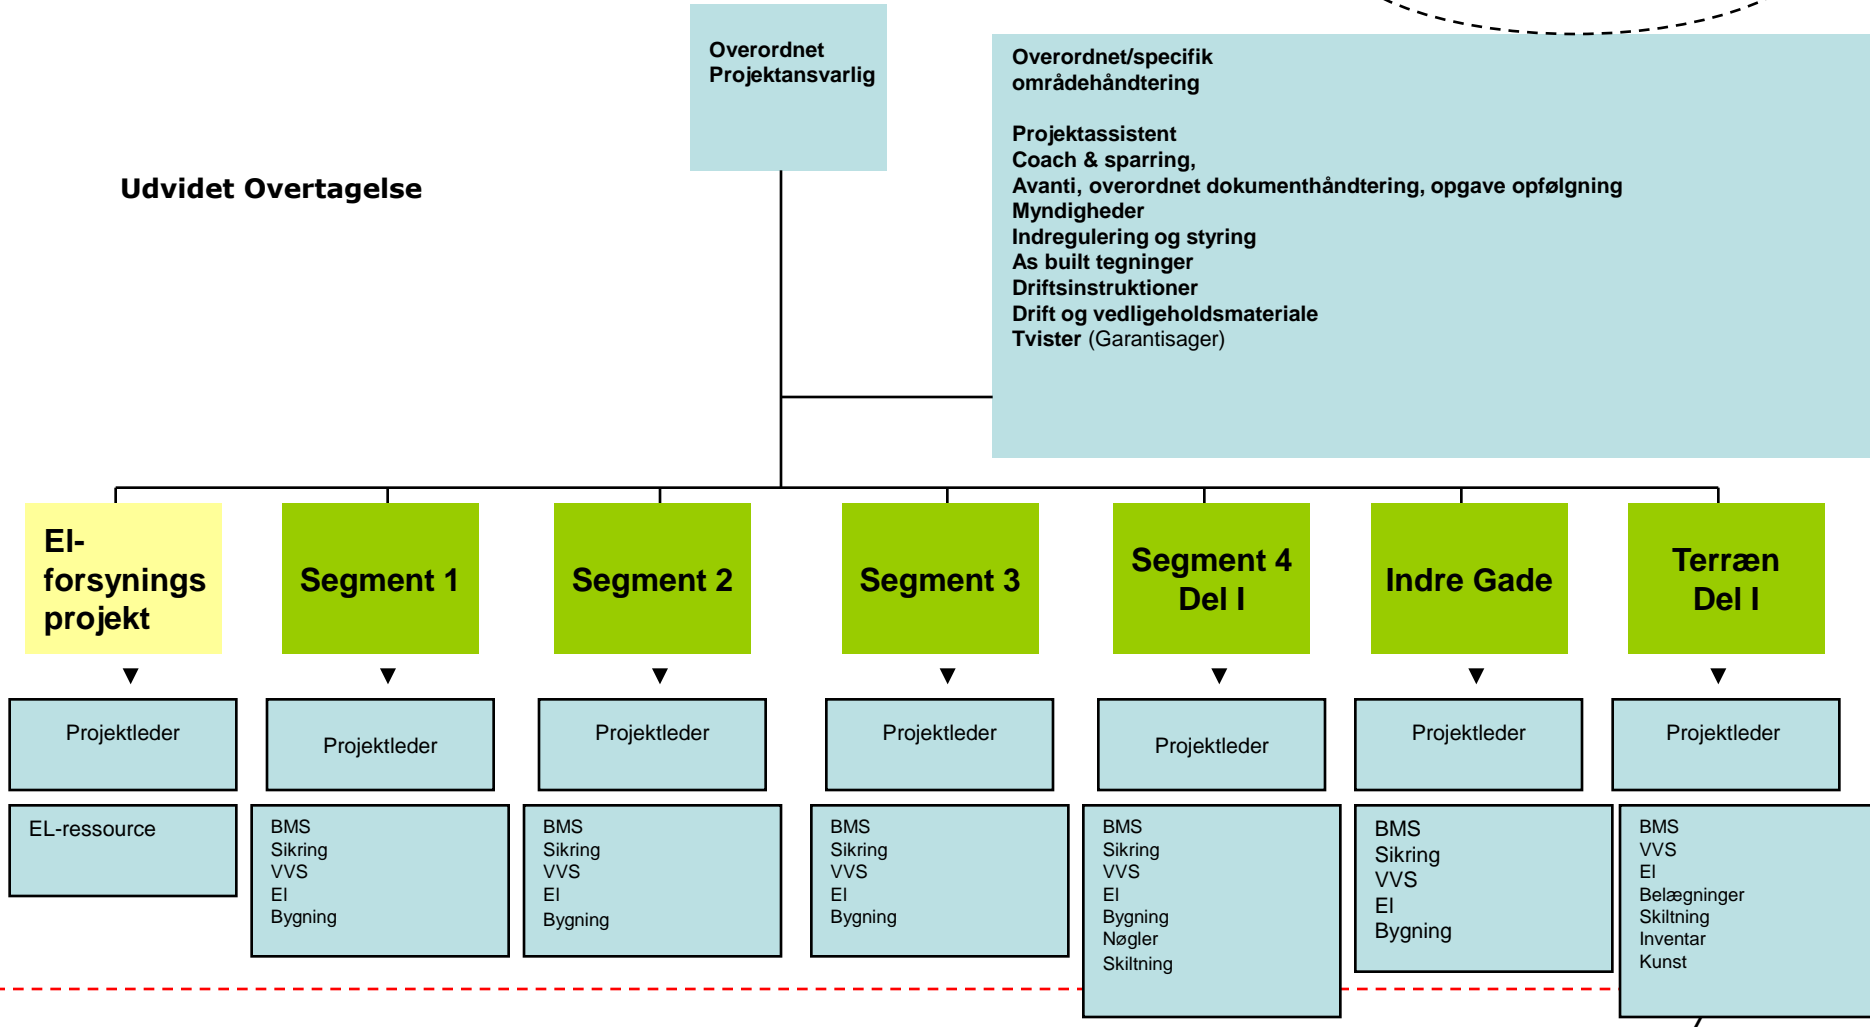 Overordnet
Projektansvarlig
Udvidet Overtagelse
Overordnet/specifik
områdehåndtering
Projektassistent
Coach & sparring,
Avanti, overordnet dokumenthåndtering, opgave opfølgning
Myndigheder
Indregulering og styring
As built tegninger
Driftsinstruktioner
Drift og vedligeholdsmateriale
Tvister (Garantisager)
El-
forsynings
projekt
Segment 1
Segment 2
Segment 3
Segment 4
Del I
Indre Gade
Terræn
Del I
Projektleder
Projektleder
Projektleder
Projektleder
Projektleder
Projektleder
Projektleder
EL-ressource
BMS
Sikring
VVS
El
Bygning
BMS
Sikring
VVS
El
Bygning
BMS
Sikring
VVS
El
Bygning
BMS
Sikring
VVS
El
Bygning
Nøgler
Skiltning
BMS
Sikring
VVS
El
Bygning
BMS
VVS
El
Belægninger
Skiltning
Inventar
Kunst